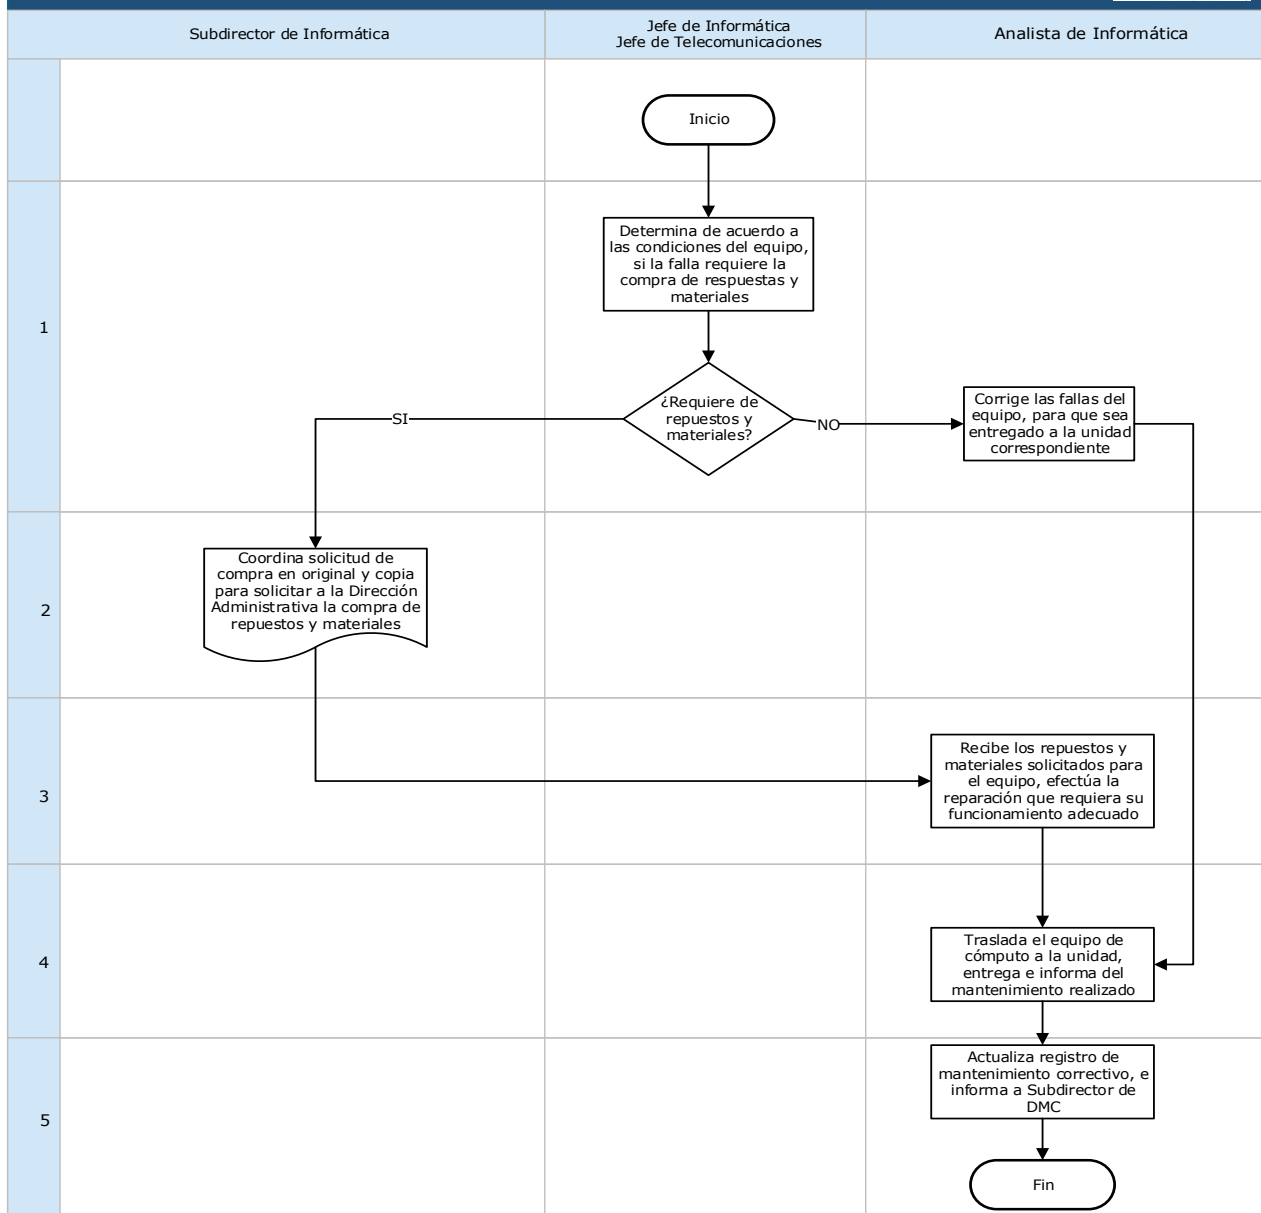 Subdirector de Informática
Jefe de Informática
Jefe de Telecomunicaciones
Analista de Informática
Inicio
1
Determina de acuerdo a
las condiciones del equipo,
si la falla requiere la
compra de respuestas y
materiales
¿Requiere de
repuestos y
materiales?
SI
NO
Corrige las fallas del
equipo, para que sea
entregado a la unidad
correspondiente
2
Coordina solicitud de
compra en original y copia
para solicitar a la Dirección
Administrativa la compra de
repuestos y materiales
3
Recibe los repuestos y
materiales solicitados para
el equipo, efectúa la
reparación que requiera su
funcionamiento adecuado
4
Traslada el equipo de
cómputo a la unidad,
entrega e informa del
mantenimiento realizado
5
Actualiza registro de
mantenimiento correctivo, e
informa a Subdirector de
DMC
Fin